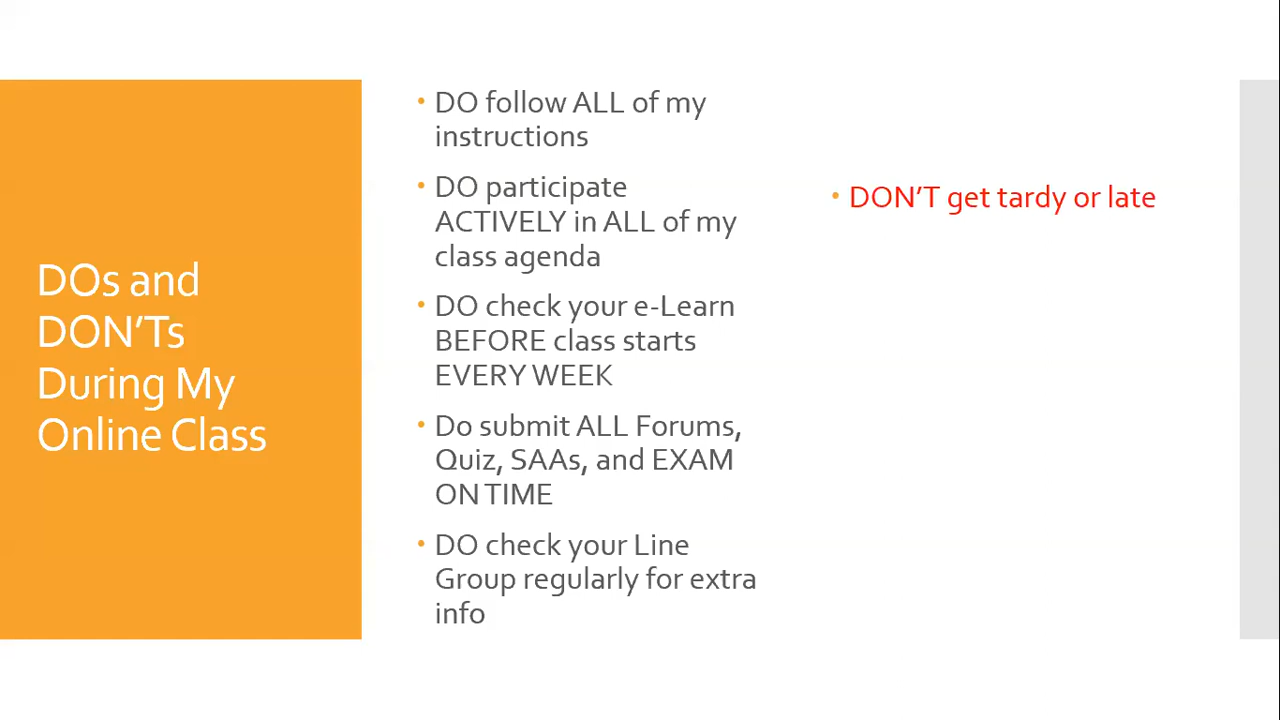 DOs and
DON'Ts
During My
Online Class
• DO follow ALL of my
instructions
• DO participate
ACTIVELY in ALL of my
class agenda
• DO check your e-Learn
BEFORE class starts
EVERY WEEK
• Do submit ALL Forums,
Quiz, SAAs, and EXAM
ON TIME
• DO check your Line
Group regularly for extra
info
• DON'T get tardy or late